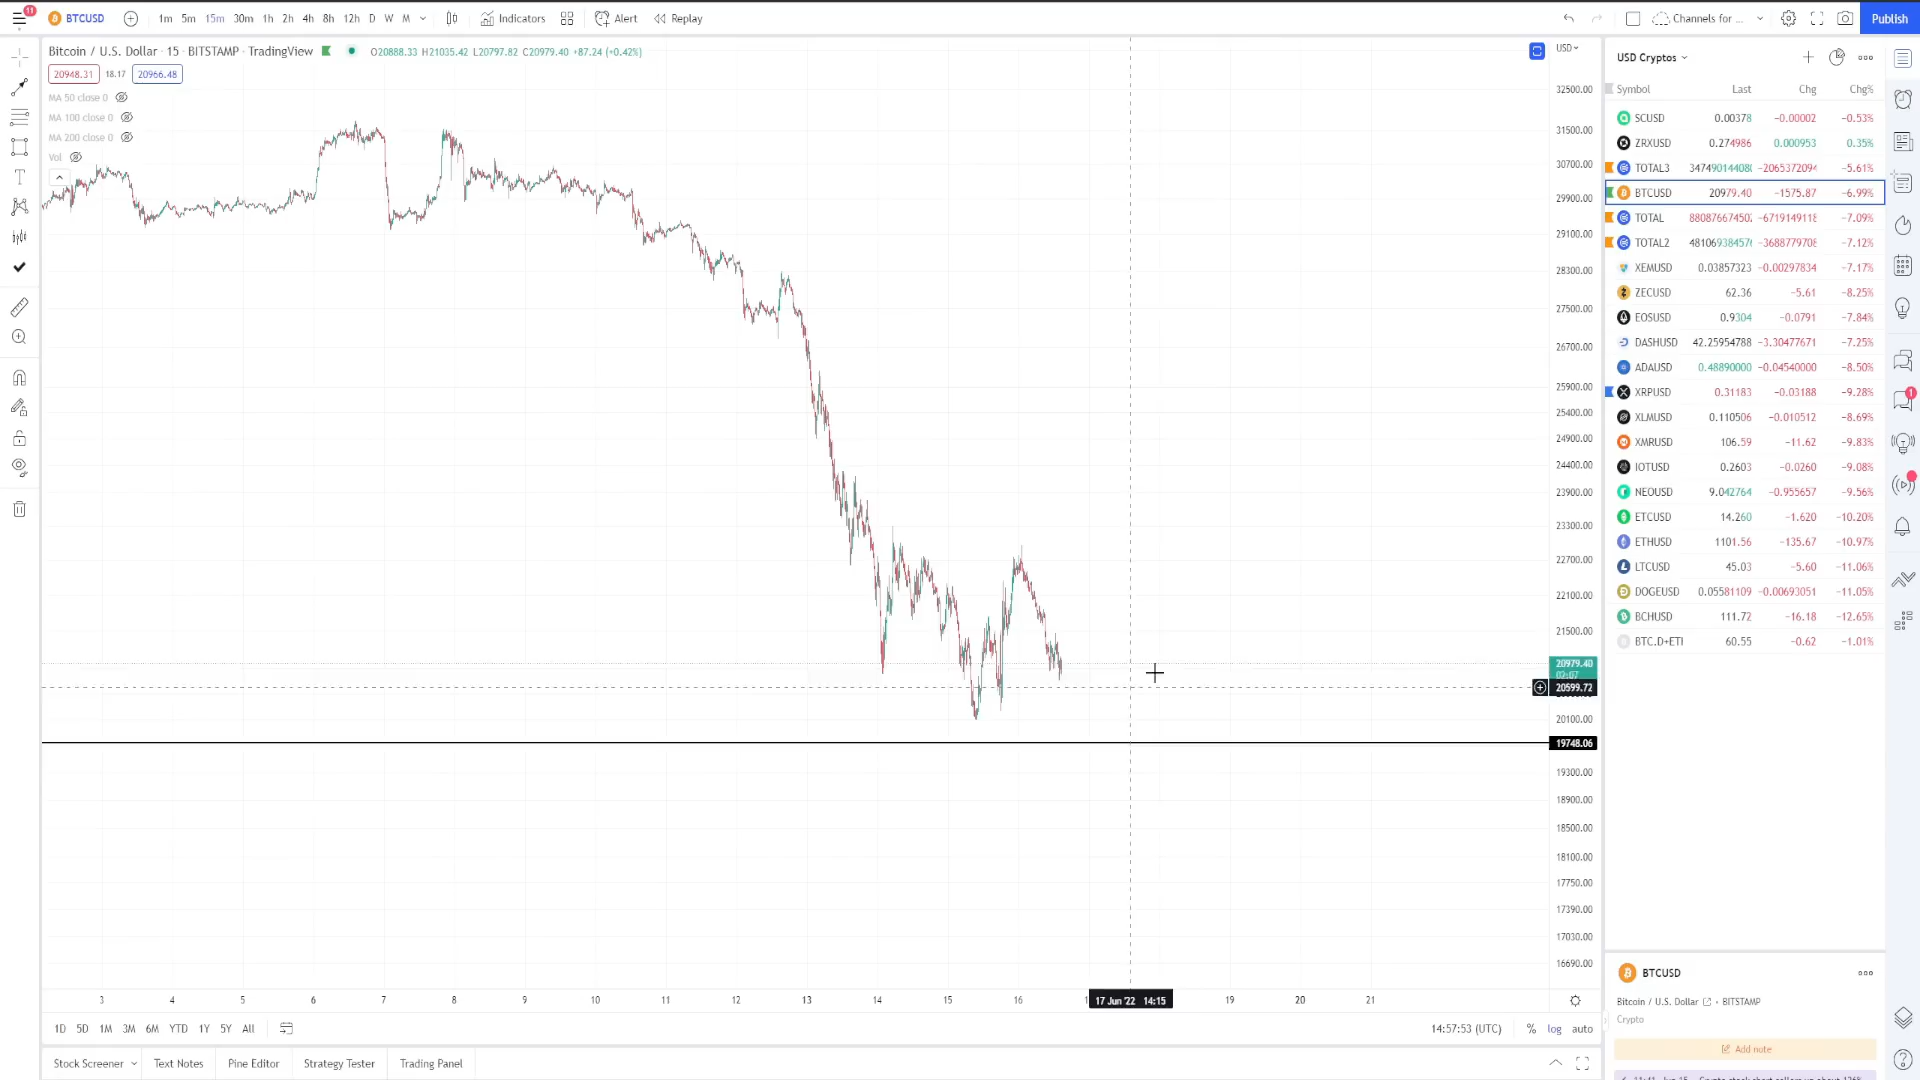 11
BTCUSD 1m 5m 15m 30m 1h 2h 4h 8h 12h D W M Indicators Alert Replay Channels for ... Publish
Bitcoin / U.S. Dollar · 15 · BITSTAMP · TradingView O20888.33 H21035.42 L20797.82 C20979.40 +87.24 (+0.42%)
20948.31 18.17 20966.48
MA 50 close 0
MA 100 close 0
MA 200 close 0
Vol
USD
32500.00
31500.00
30700.00
29900.00
29100.00
28300.00
27500.00
26700.00
25900.00
25400.00
24900.00
24400.00
23900.00
23300.00
22700.00
22100.00
21500.00
20979.40
02:07
20599.72
20100.00
19748.06
19300.00
18900.00
18500.00
18100.00
17750.00
17390.00
17030.00
16690.00
3 4 5 6 7 8 9 10 11 12 13 14 15 16 17 Jun '22 14:15 19 20 21
1D 5D 1M 3M 6M YTD 1Y 5Y All 14:57:53 (UTC) % log auto
Stock Screener Text Notes Pine Editor Strategy Tester Trading Panel
USD Cryptos
Symbol Last Chg Chg%
SCUSD 0.00378 -0.00002 -0.53%
ZRXUSD 0.274986 0.000953 0.35%
TOTAL3 347490144080 -2065372094 -5.61%
BTCUSD 20979.40 -1575.87 -6.99%
TOTAL 880876674502 -6719149118 -7.09%
TOTAL2 481069384576 -3688779708 -7.12%
XEMUSD 0.03857323 -0.00297834 -7.17%
ZECUSD 62.36 -5.61 -8.25%
EOSUSD 0.9304 -0.0791 -7.84%
DASHUSD 42.25954788 -3.30477671 -7.25%
ADAUSD 0.48890000 -0.04540000 -8.50%
XRPUSD 0.31183 -0.03188 -9.28%
XLMUSD 0.110506 -0.010512 -8.69%
XMRUSD 106.59 -11.62 -9.83%
IOTUSD 0.2603 -0.0260 -9.08%
NEOUSD 9.042764 -0.955657 -9.56%
ETCUSD 14.260 -1.620 -10.20%
ETHUSD 1101.56 -135.67 -10.97%
LTCUSD 45.03 -5.60 -11.06%
DOGEUSD 0.05581109 -0.00693051 -11.05%
BCHUSD 111.72 -16.18 -12.65%
BTC.D+ETI 60.55 -0.62 -1.01%
1
BTCUSD
Bitcoin / U.S. Dollar · BITSTAMP
Crypto
Add note